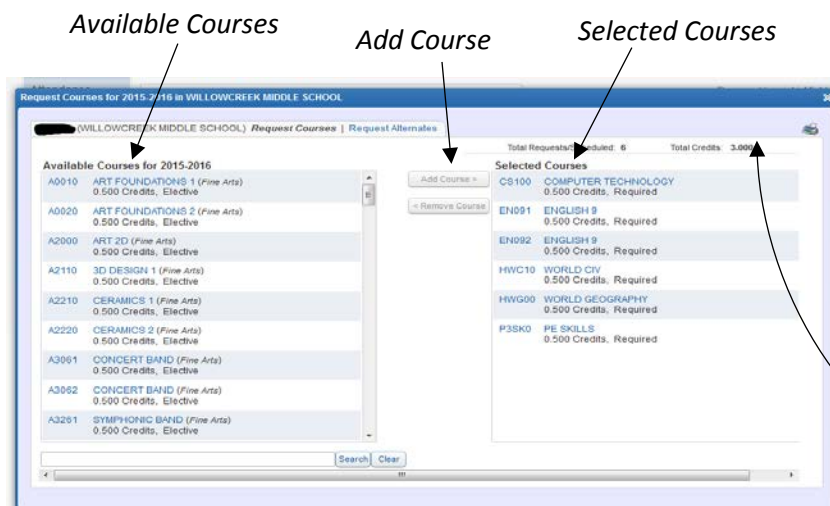 Available Courses
Add Course
Selected Courses
Request Courses for 2015-2016 in WILLOWCREEK MIDDLE SCHOOL
(WILLOWCREEK MIDDLE SCHOOL) Request Courses | Request Alternates
Total Requests/Scheduled: 6 Total Credits: 3.000
Available Courses for 2015-2016
A0010 ART FOUNDATIONS 1 (Fine Arts)
0.500 Credits, Elective
A0020 ART FOUNDATIONS 2 (Fine Arts)
0.500 Credits, Elective
A2000 ART 2D (Fine Arts)
0.500 Credits, Elective
A2110 3D DESIGN 1 (Fine Arts)
0.500 Credits, Elective
A2210 CERAMICS 1 (Fine Arts)
0.500 Credits, Elective
A2220 CERAMICS 2 (Fine Arts)
0.500 Credits, Elective
A3061 CONCERT BAND (Fine Arts)
0.500 Credits, Elective
A3062 CONCERT BAND (Fine Arts)
0.500 Credits, Elective
A3261 SYMPHONIC BAND (Fine Arts)
0.500 Credits, Elective
Add Course >
< Remove Course
Selected Courses
CS100 COMPUTER TECHNOLOGY
0.500 Credits, Required
EN091 ENGLISH 9
0.500 Credits, Required
EN092 ENGLISH 9
0.500 Credits, Required
HWC10 WORLD CIV
0.500 Credits, Required
HWG00 WORLD GEOGRAPHY
0.500 Credits, Required
P3SK0 PE SKILLS
0.500 Credits, Required
Search Clear